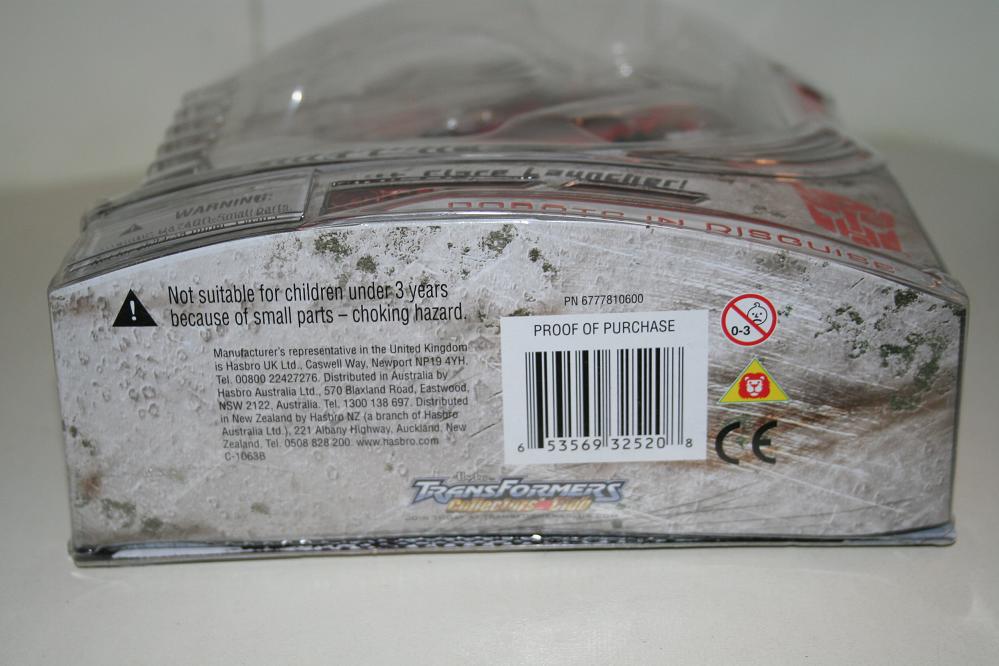 Launcher!
WARNING:
ROBOTS IN DISGUISE
Not suitable for children under 3 years
because of small parts – choking hazard.
Manufacturer's representative in the United Kingdom
is Hasbro UK Ltd., Caswell Way, Newport NP19 4YH.
Tel. 00800 22427276. Distributed in Australia by
Hasbro Australia Ltd., 570 Blaxland Road, Eastwood,
NSW 2122, Australia. Tel. 1300 138 697. Distributed
in New Zealand by Hasbro NZ (a branch of Hasbro
Australia Ltd.), 221 Albany Highway, Auckland, New
Zealand. Tel. 0508 828 200. www.hasbro.com
C-1063B
PN 6777810600
PROOF OF PURCHASE
6 53569 32520 8
0-3
CE
TRANSFORMERS
Collectors Club